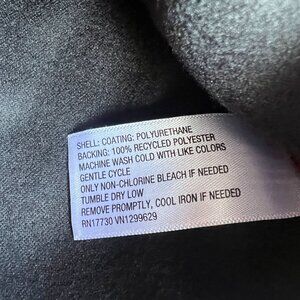 SHELL: COATING: POLYURETHANE
BACKING: 100% RECYCLED POLYESTER
MACHINE WASH COLD WITH LIKE COLORS
GENTLE CYCLE
ONLY NON-CHLORINE BLEACH IF NEEDED
TUMBLE DRY LOW
REMOVE PROMPTLY, COOL IRON IF NEEDED
RN17730 VN1299629